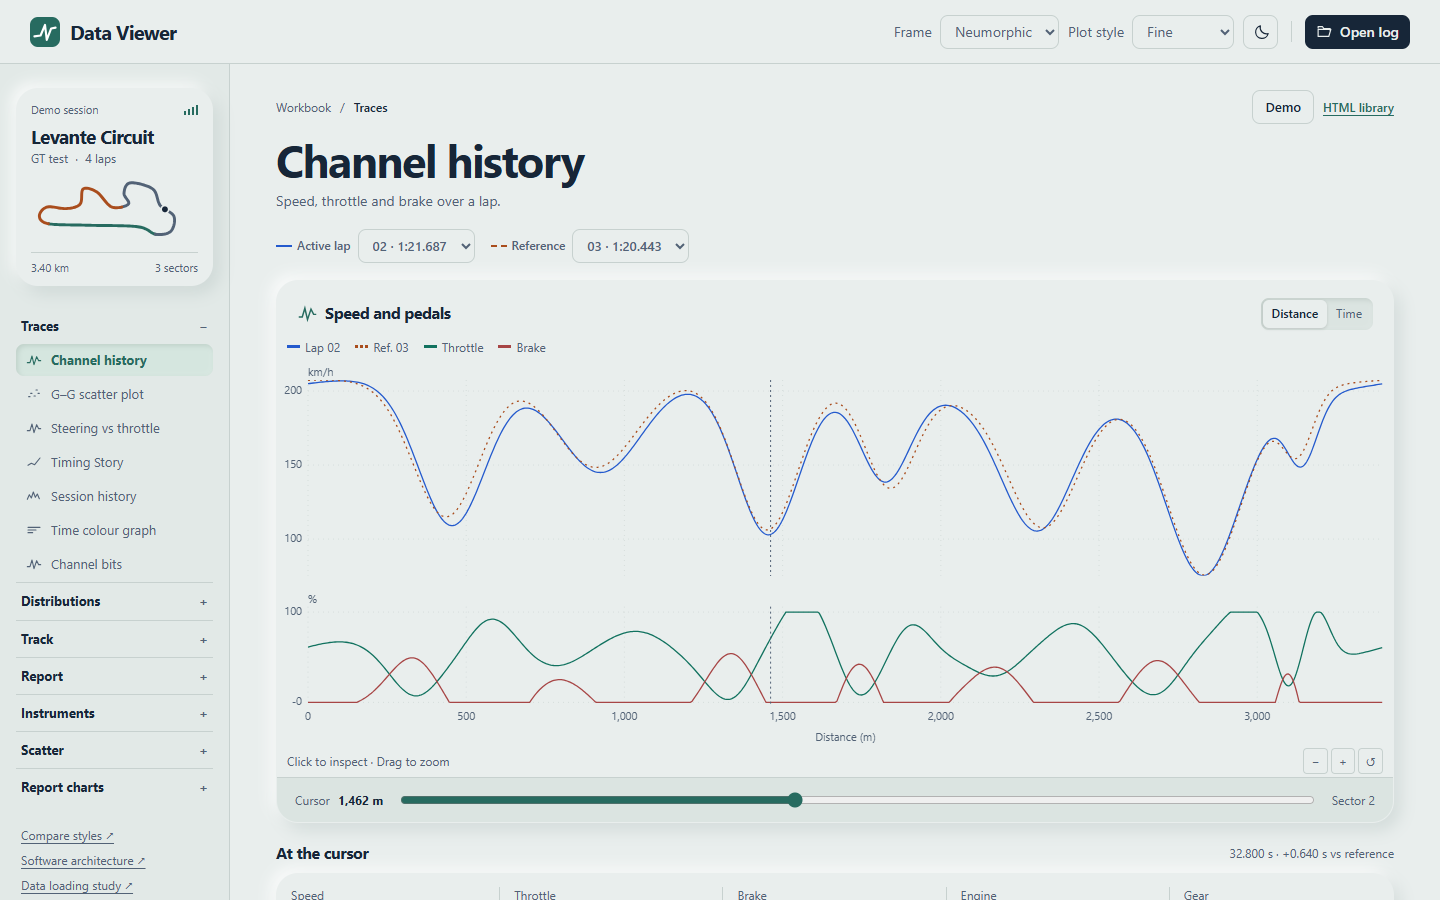 Data Viewer
Frame Neumorphic Plot style Fine Open log
Demo session
Levante Circuit
GT test · 4 laps
3.40 km 3 sectors
Traces −
Channel history
G–G scatter plot
Steering vs throttle
Timing Story
Session history
Time colour graph
Channel bits
Distributions +
Track +
Report +
Instruments +
Scatter +
Report charts +
Compare styles ↗
Software architecture ↗
Data loading study ↗
Workbook / Traces Demo HTML library
Channel history
Speed, throttle and brake over a lap.
Active lap 02 · 1:21.687 Reference 03 · 1:20.443
Speed and pedals Distance Time
Lap 02 Ref. 03 Throttle Brake
km/h
200
150
100
%
100
-0
0 500 1,000 1,500 2,000 2,500 3,000
Distance (m)
Click to inspect · Drag to zoom − + ↺
Cursor 1,462 m Sector 2
At the cursor 32.800 s · +0.640 s vs reference
Speed Throttle Brake Engine Gear